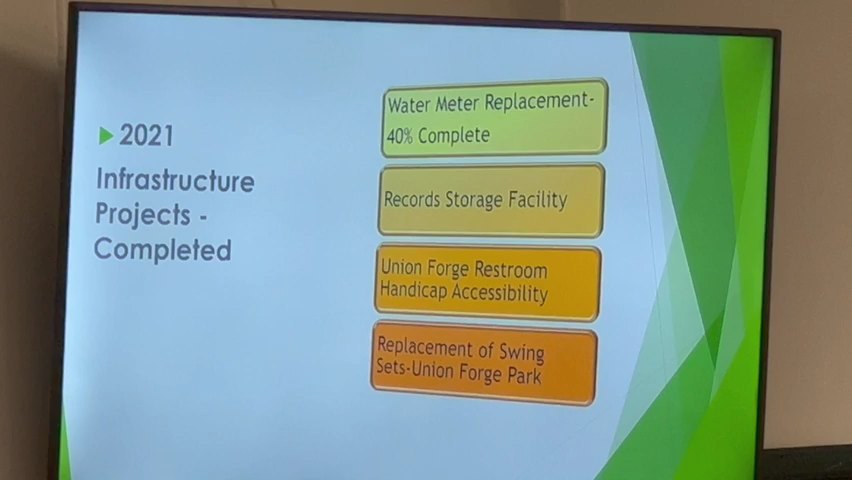 2021
Infrastructure
Projects -
Completed
Water Meter Replacement-
40% Complete
Records Storage Facility
Union Forge Restroom
Handicap Accessibility
Replacement of Swing
Sets-Union Forge Park